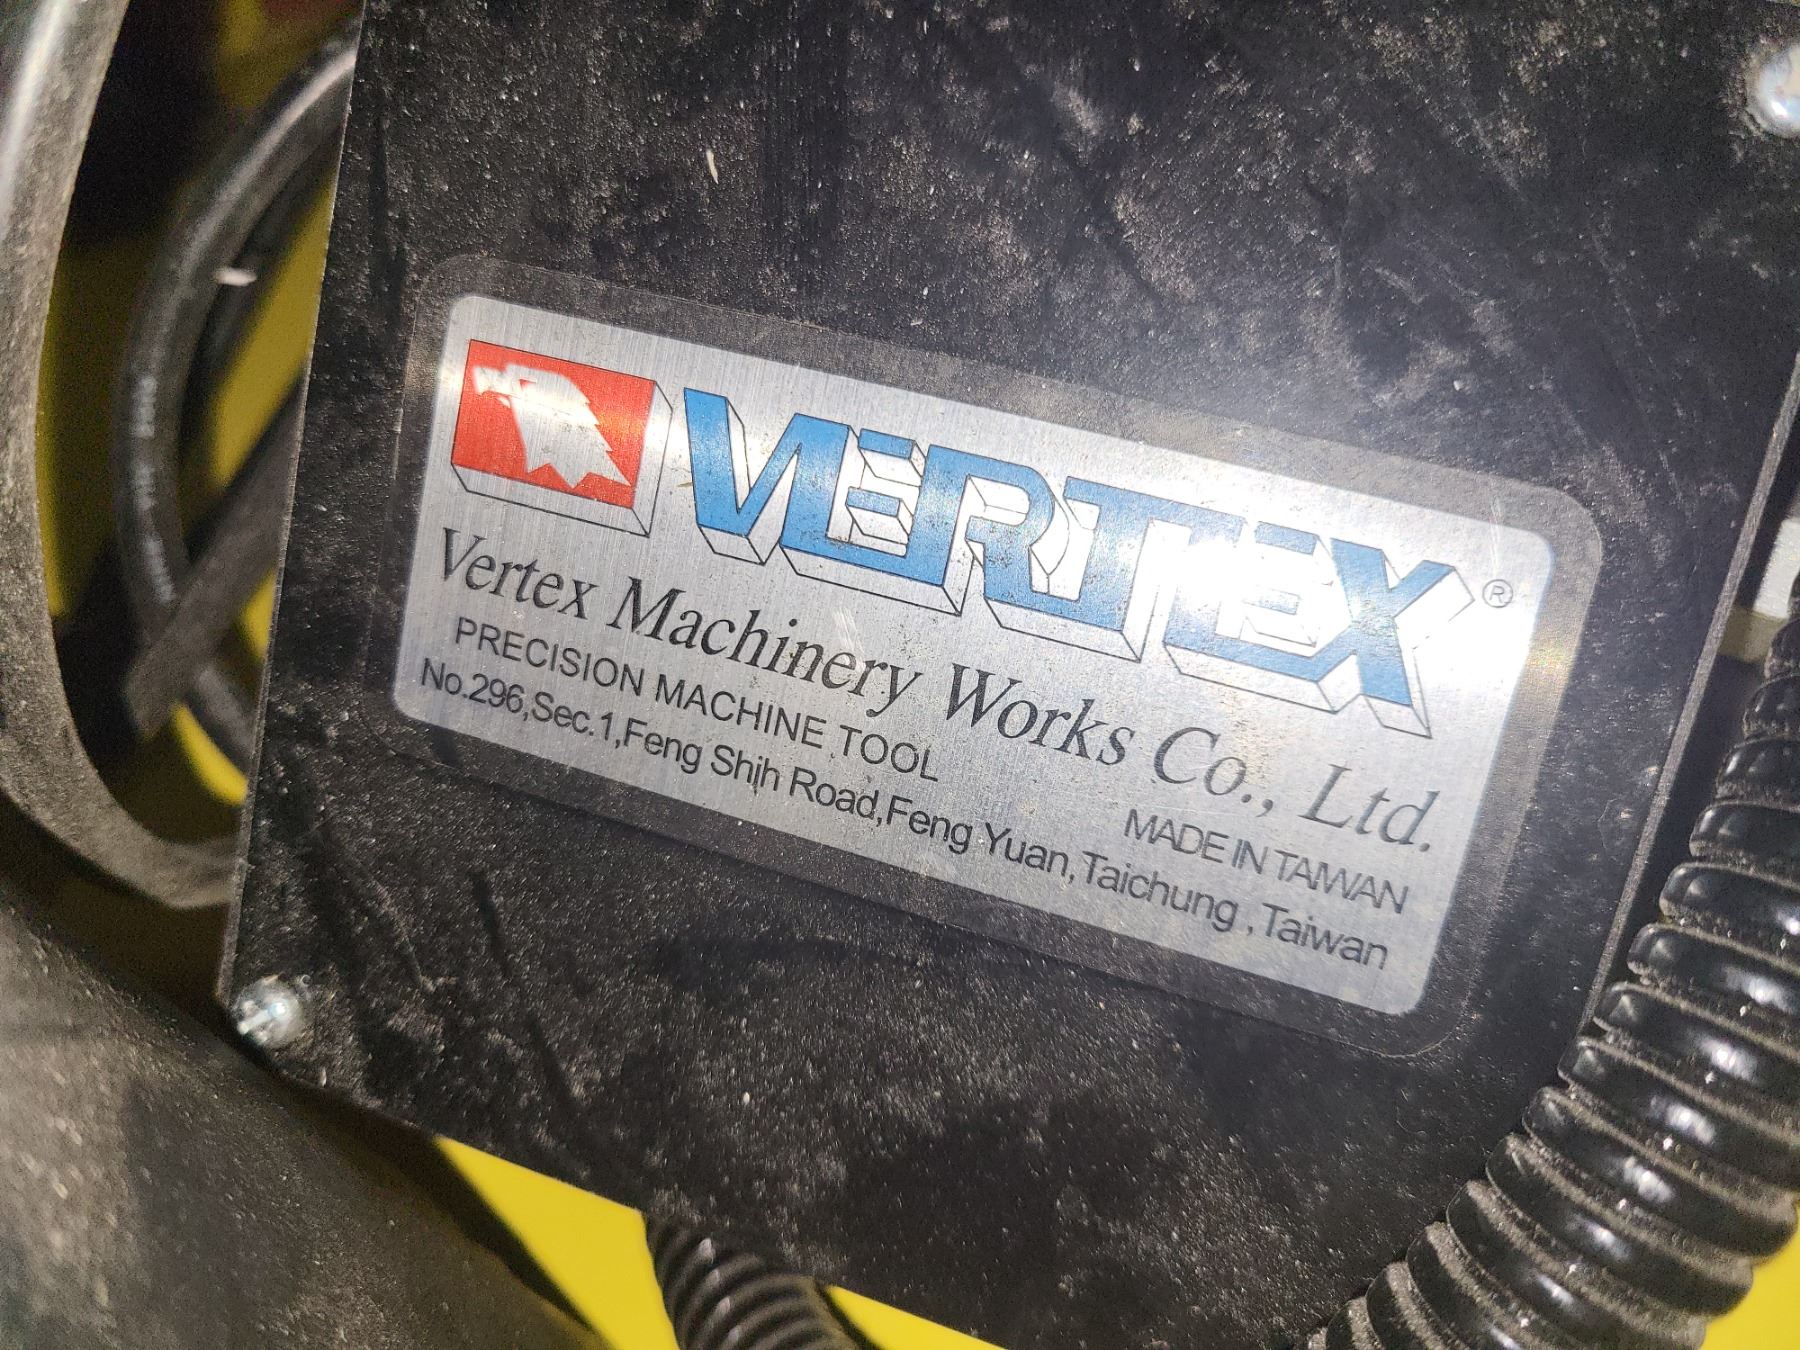 VERTEX®
Vertex Machinery Works Co., Ltd.
PRECISION MACHINE TOOL
MADE IN TAIWAN
No.296,Sec.1,Feng Shih Road,Feng Yuan,Taichung ,Taiwan